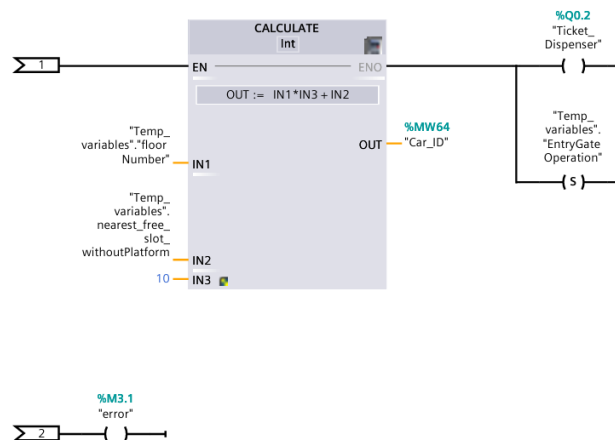 CALCULATE
Int
%Q0.2
"Ticket_
Dispenser"
1
EN
ENO
OUT := IN1*IN3+IN2
"Temp_
variables"."floor
Number"
IN1
OUT
%MW64
"Car_ID"
"Temp_
variables".
"EntryGate
Operation"
S
"Temp_
variables".
nearest_free_
slot_
withoutPlatform
IN2
10
IN3
%M3.1
"error"
2